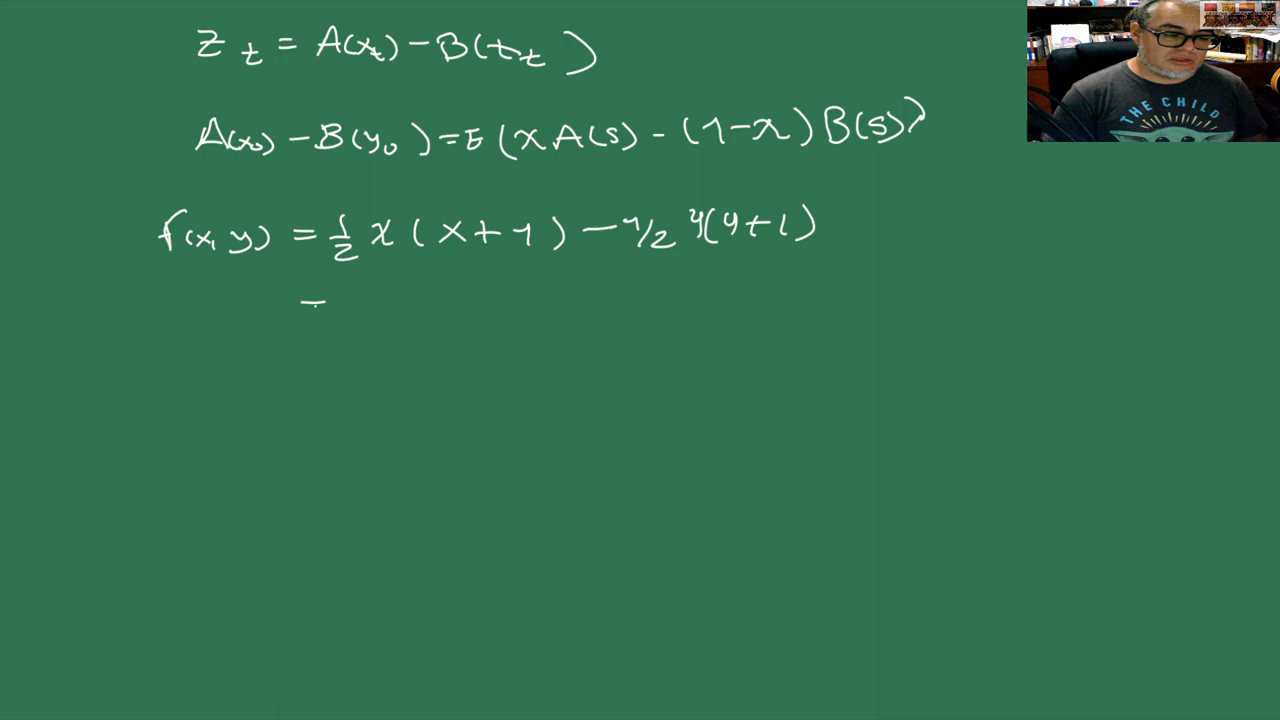 Z_t = A(x_t) - B(t_t )
A(x_0) - B(y_0 ) = E (x A(s) - (1-x) B(s))
f(x, y) = 1/2 x (x+1) - 1/2 y(y+1)
=
THE CHILD